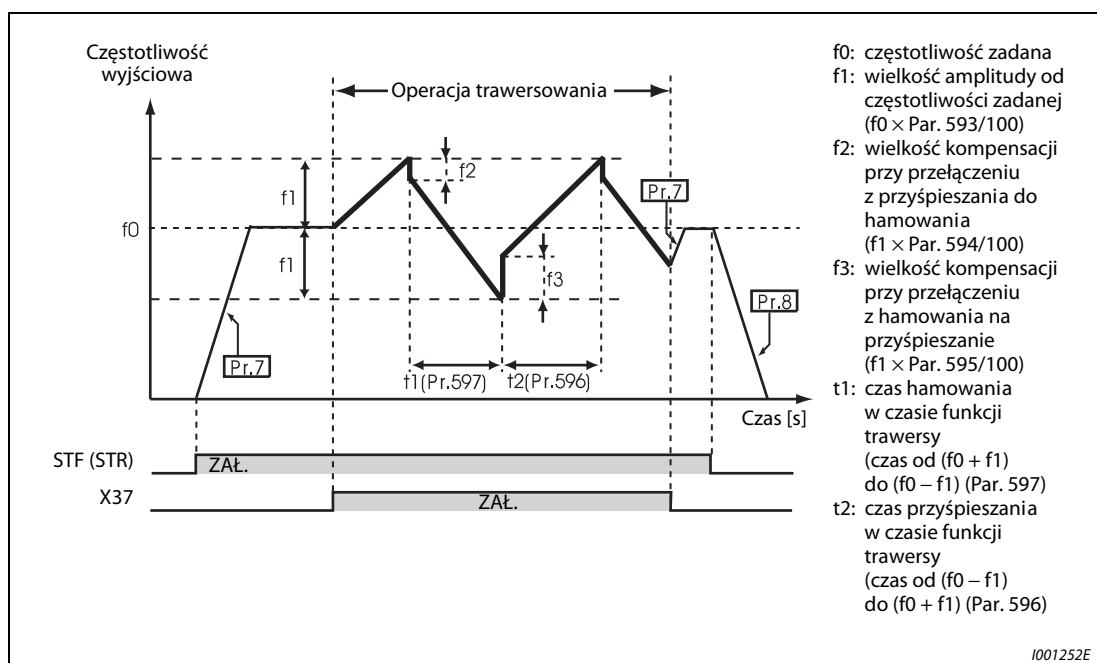 Częstotliwość
wyjściowa
Operacja trawersowania
f1
f2
Pr.7
f0
f1
f3
Pr.7
Pr.8
t1(Pr.597)
t2(Pr.596)
Czas [s]
STF (STR)
ZAŁ.
X37
ZAŁ.
f0: częstotliwość zadana
f1: wielkość amplitudy od
częstotliwości zadanej
(f0 × Par. 593/100)
f2: wielkość kompensacji
przy przełączeniu
z przyśpieszania do
hamowania
(f1 × Par. 594/100)
f3: wielkość kompensacji
przy przełączeniu
z hamowania na
przyśpieszanie
(f1 × Par. 595/100)
t1: czas hamowania
w czasie funkcji
trawersy
(czas od (f0 + f1)
do (f0 – f1) (Par. 597)
t2: czas przyśpieszania
w czasie funkcji
trawersy
(czas od (f0 – f1)
do (f0 + f1) (Par. 596)
I001252E